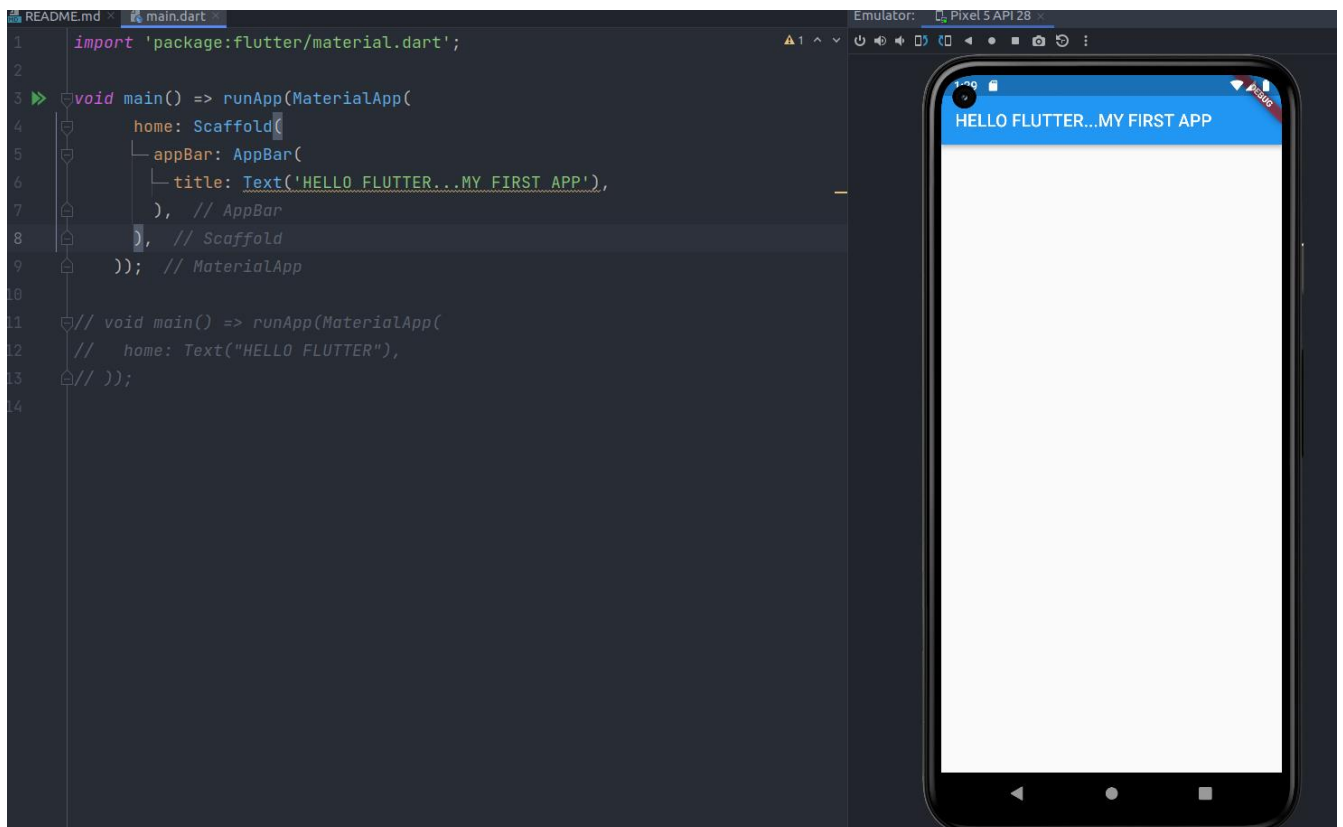 README.md main.dart
Emulator: Pixel 5 API 28
1 import 'package:flutter/material.dart';
1
2
3 void main() => runApp(MaterialApp(
4 home: Scaffold(
5 appBar: AppBar(
6 title: Text('HELLO FLUTTER...MY FIRST APP'),
7 ), // AppBar
8 ), // Scaffold
9 )); // MaterialApp
10
11 // void main() => runApp(MaterialApp(
12 // home: Text("HELLO FLUTTER"),
13 // ));
14
DEBUG
HELLO FLUTTER...MY FIRST APP